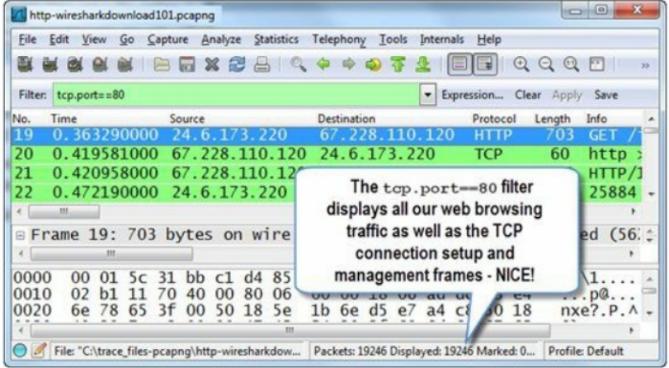 http-wiresharkdownload101.pcapng
File Edit View Go Capture Analyze Statistics Telephony Tools Internals Help
Filter: tcp.port==80 Expression... Clear Apply Save
No. Time Source Destination Protocol Length Info
19 0.363290000 24.6.173.220 67.228.110.120 HTTP 703 GET /
20 0.419581000 67.228.110.120 24.6.173.220 TCP 60 http >
21 0.420958000 67.228.110.12 HTTP/1
22 0.472190000 24.6.173.220 25884
The tcp.port==80 filter
displays all our web browsing
traffic as well as the TCP
connection setup and
management frames - NICE!
Frame 19: 703 bytes on wire ed (562
0000 00 01 5c 31 bb c1 d4 85 \1....
0010 02 b1 11 70 40 00 80 06 ...p@...
0020 6e 78 65 3f 00 50 18 5e 1b 6e d5 e7 a4 50 18 nxe?.P.^
File: "C:\trace_files-pcapng\http-wiresharkdow... Packets: 19246 Displayed: 19246 Marked: 0... Profile: Default